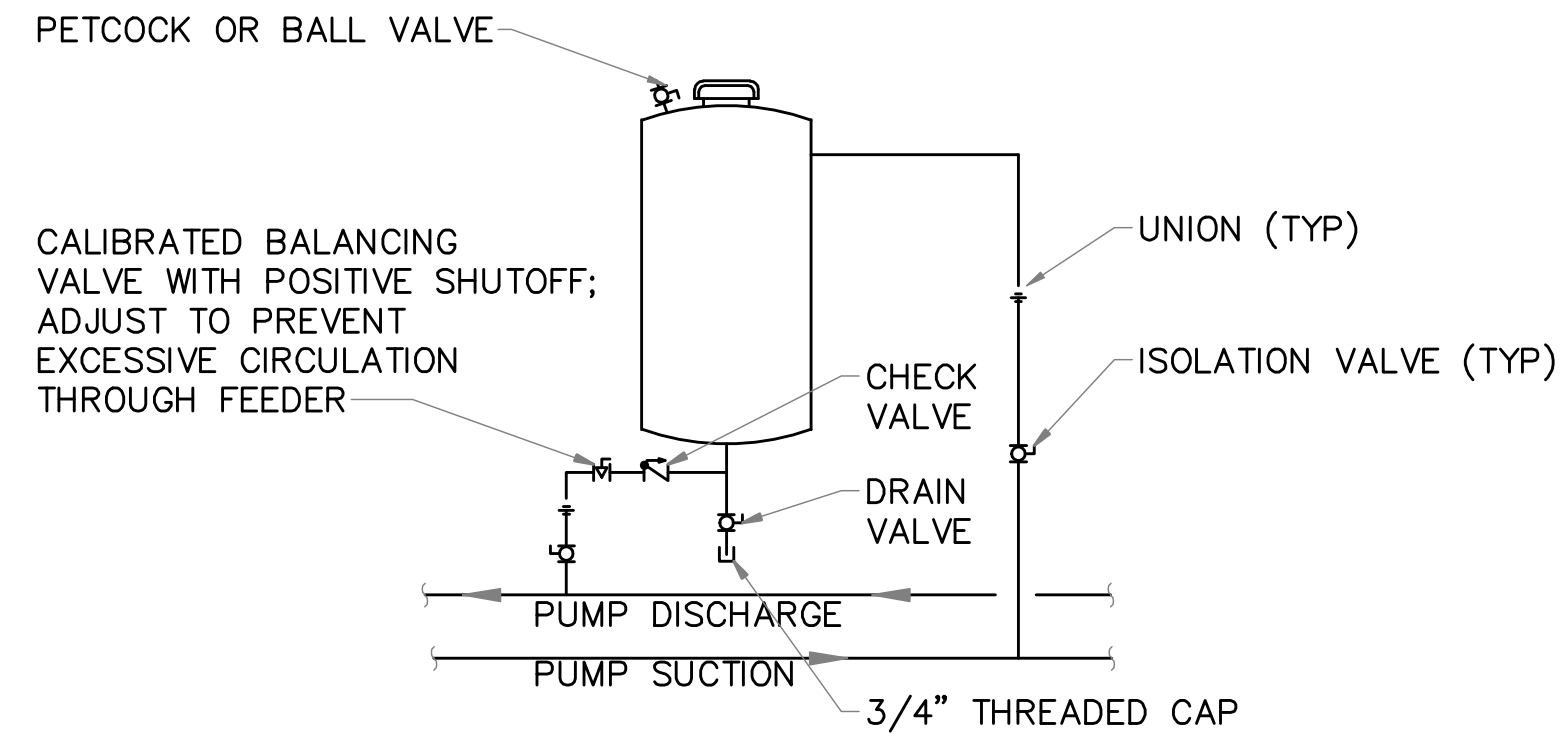 PETCOCK OR BALL VALVE
CALIBRATED BALANCING
VALVE WITH POSITIVE SHUTOFF;
ADJUST TO PREVENT
EXCESSIVE CIRCULATION
THROUGH FEEDER
UNION (TYP)
ISOLATION VALVE (TYP)
CHECK
VALVE
DRAIN
VALVE
PUMP DISCHARGE
PUMP SUCTION
3/4” THREADED CAP